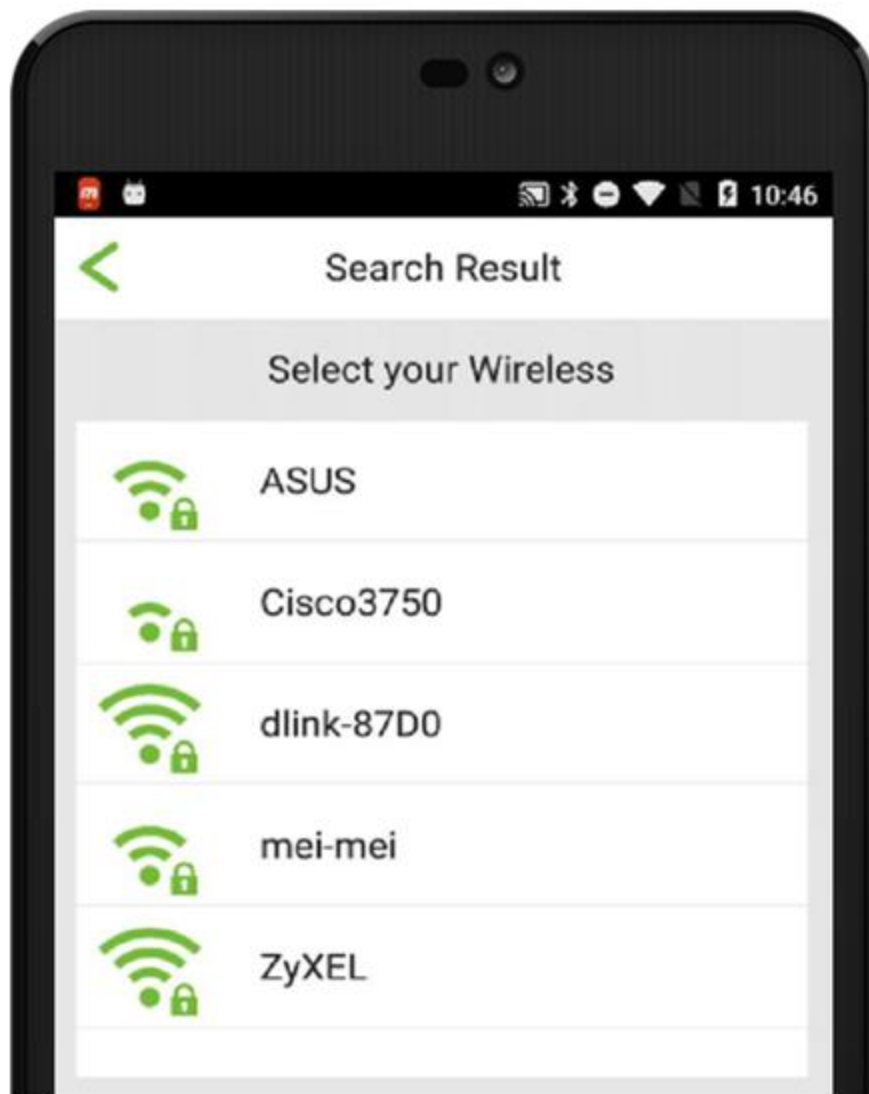 10:46
Search Result
Select your Wireless
ASUS
Cisco3750
dlink-87D0
mei-mei
ZyXEL